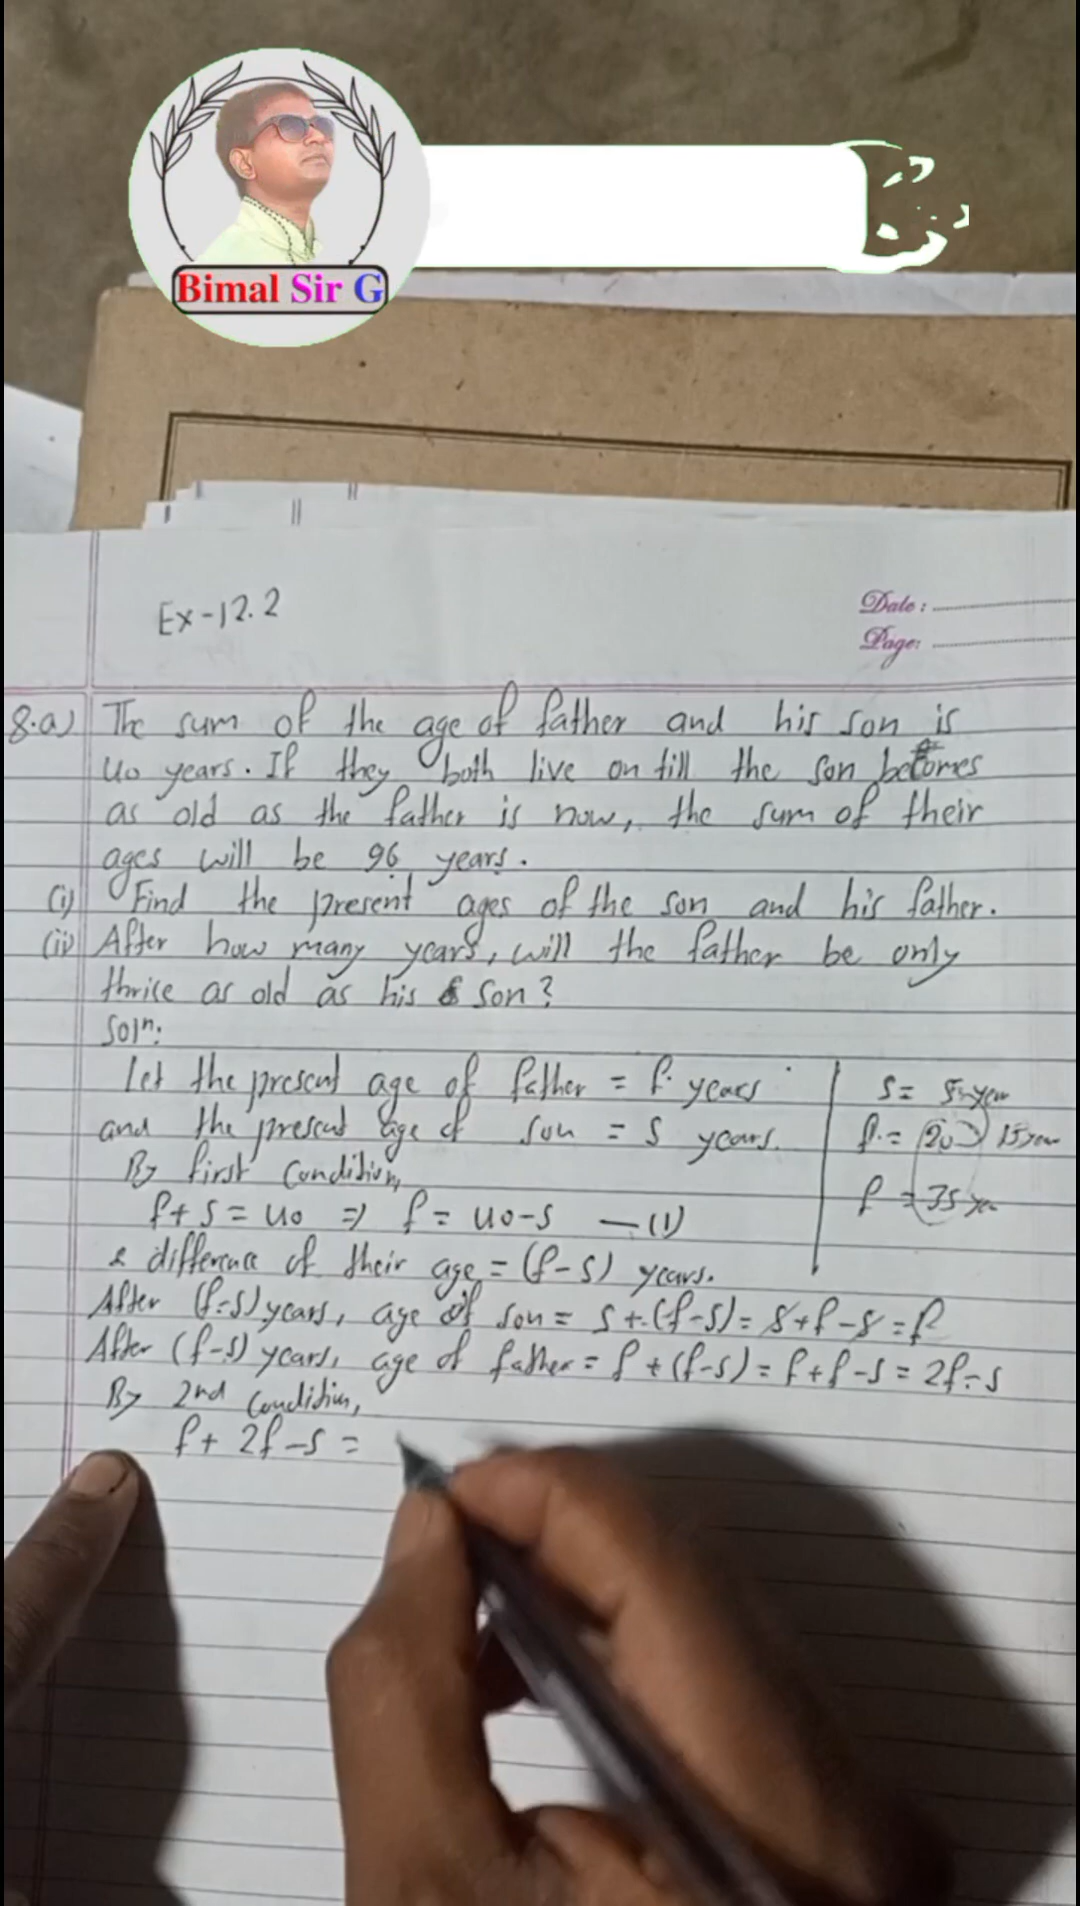 Bimal Sir G
Ex-12.2
Date:
Page:
8.a) The sum of the age of father and his son is
40 years. If they both live on till the son becomes
as old as the father is now, the sum of their
ages will be 96 years.
(i) Find the present ages of the son and his father.
(ii) After how many years, will the father be only
thrice as old as his son?
Soln:
Let the present age of father = f years
and the present age of son = s years.
By first Condition,
f + s = 40 => f = 40-s —(1)
& difference of their age = (f-s) years.
After (f-s) years, age of son = s+(f-s) = s+f-s = f
After (f-s) years, age of father = f+(f-s) = f+f-s = 2f-s
By 2nd Condition,
f + 2f-s =
s = 5 year
f = 20 15 year
f = 35 ye